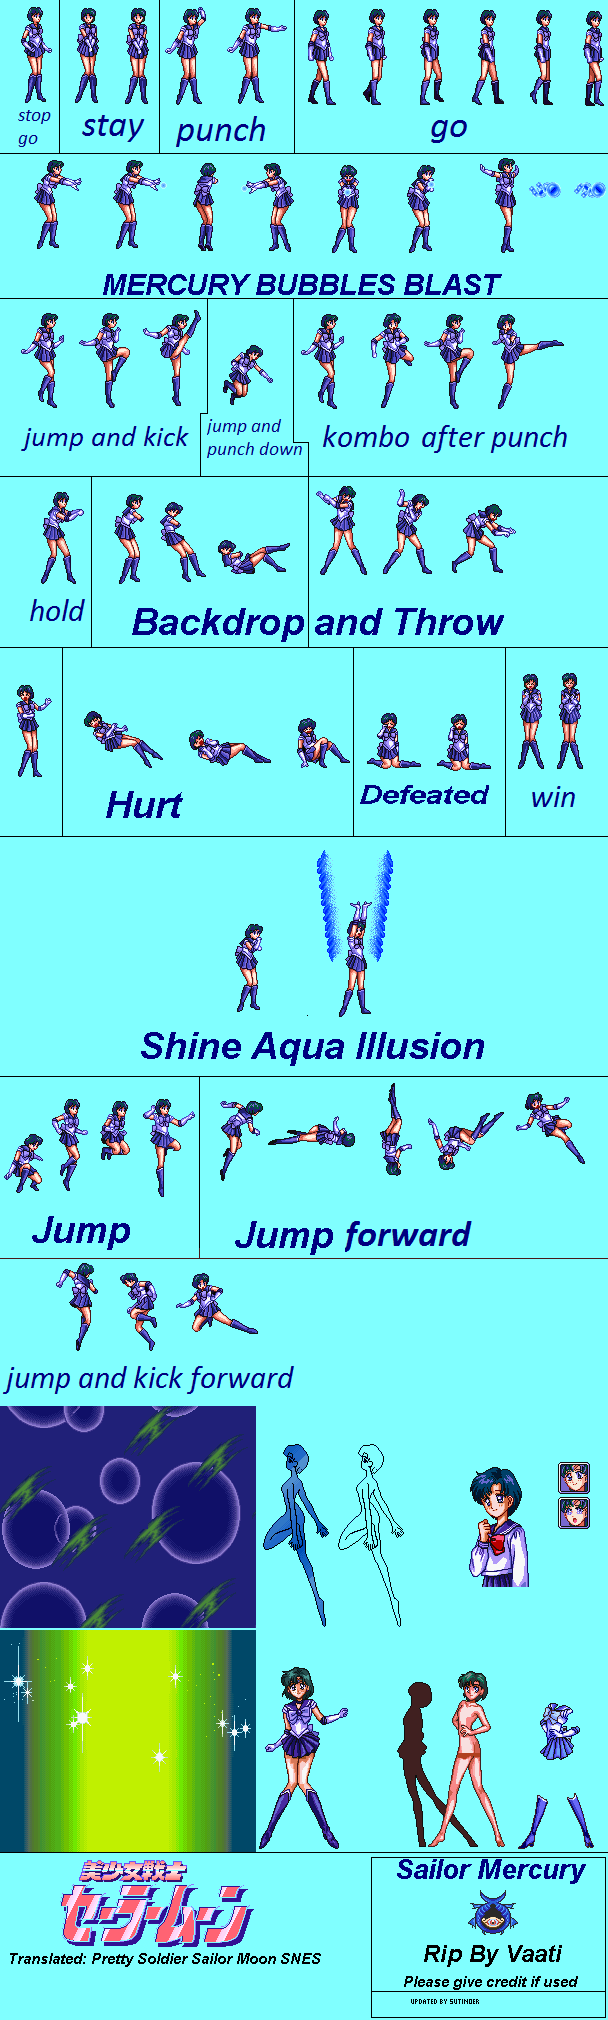 stop
go
stay
punch
go
MERCURY BUBBLES BLAST
jump and kick
jump and
punch down
kombo after punch
hold
Backdrop and Throw
Hurt
Defeated
win
Shine Aqua Illusion
Jump
Jump forward
jump and kick forward
美少女戦士
セーラームーン
Translated: Pretty Soldier Sailor Moon SNES
Sailor Mercury
Rip By Vaati
Please give credit if used
UPDATED BY SUTINDER